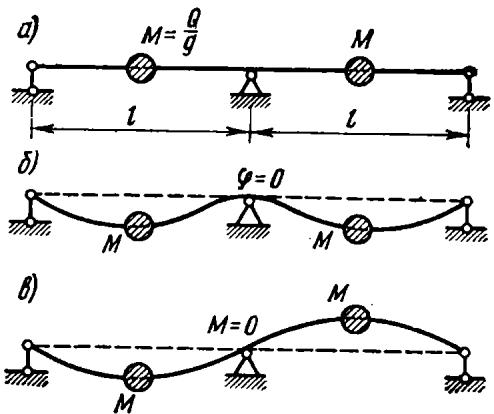 а) M = Q/g M
l l
б) φ = 0
M M
в) M
M = 0
M